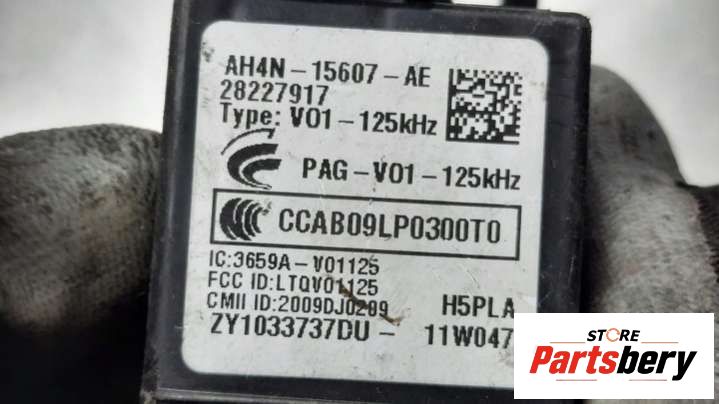 AH4N-15607-AE
28227917
Type: V01-125kHz
PAG-V01-125kHz
CCAB09LP0300T0
IC:3659A-V01125
FCC ID:LTQV01125
CMII ID:2009DJ0289
H5PLA
ZY1033737DU - 11W047
STORE
Partsbery